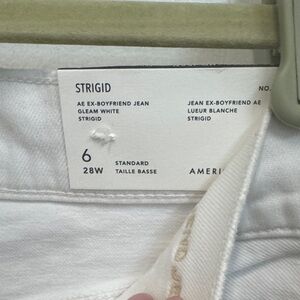 STRIGID
NO.
AE EX-BOYFRIEND JEAN
GLEAM WHITE
STRIGID
JEAN EX-BOYFRIEND AE
LUEUR BLANCHE
STRIGID
6
28W
STANDARD
TAILLE BASSE
AMERI